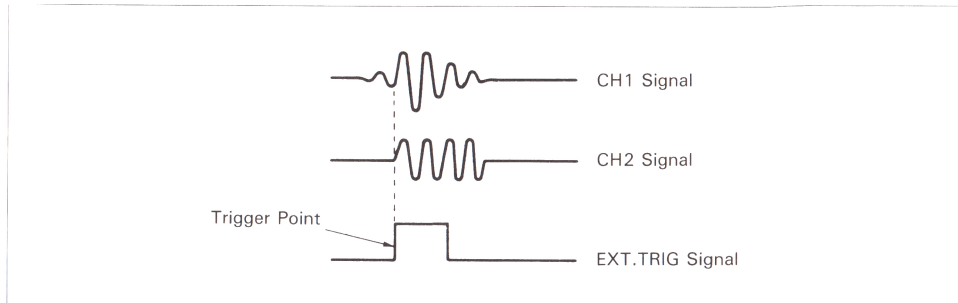 CH1 Signal
CH2 Signal
Trigger Point
EXT.TRIG Signal